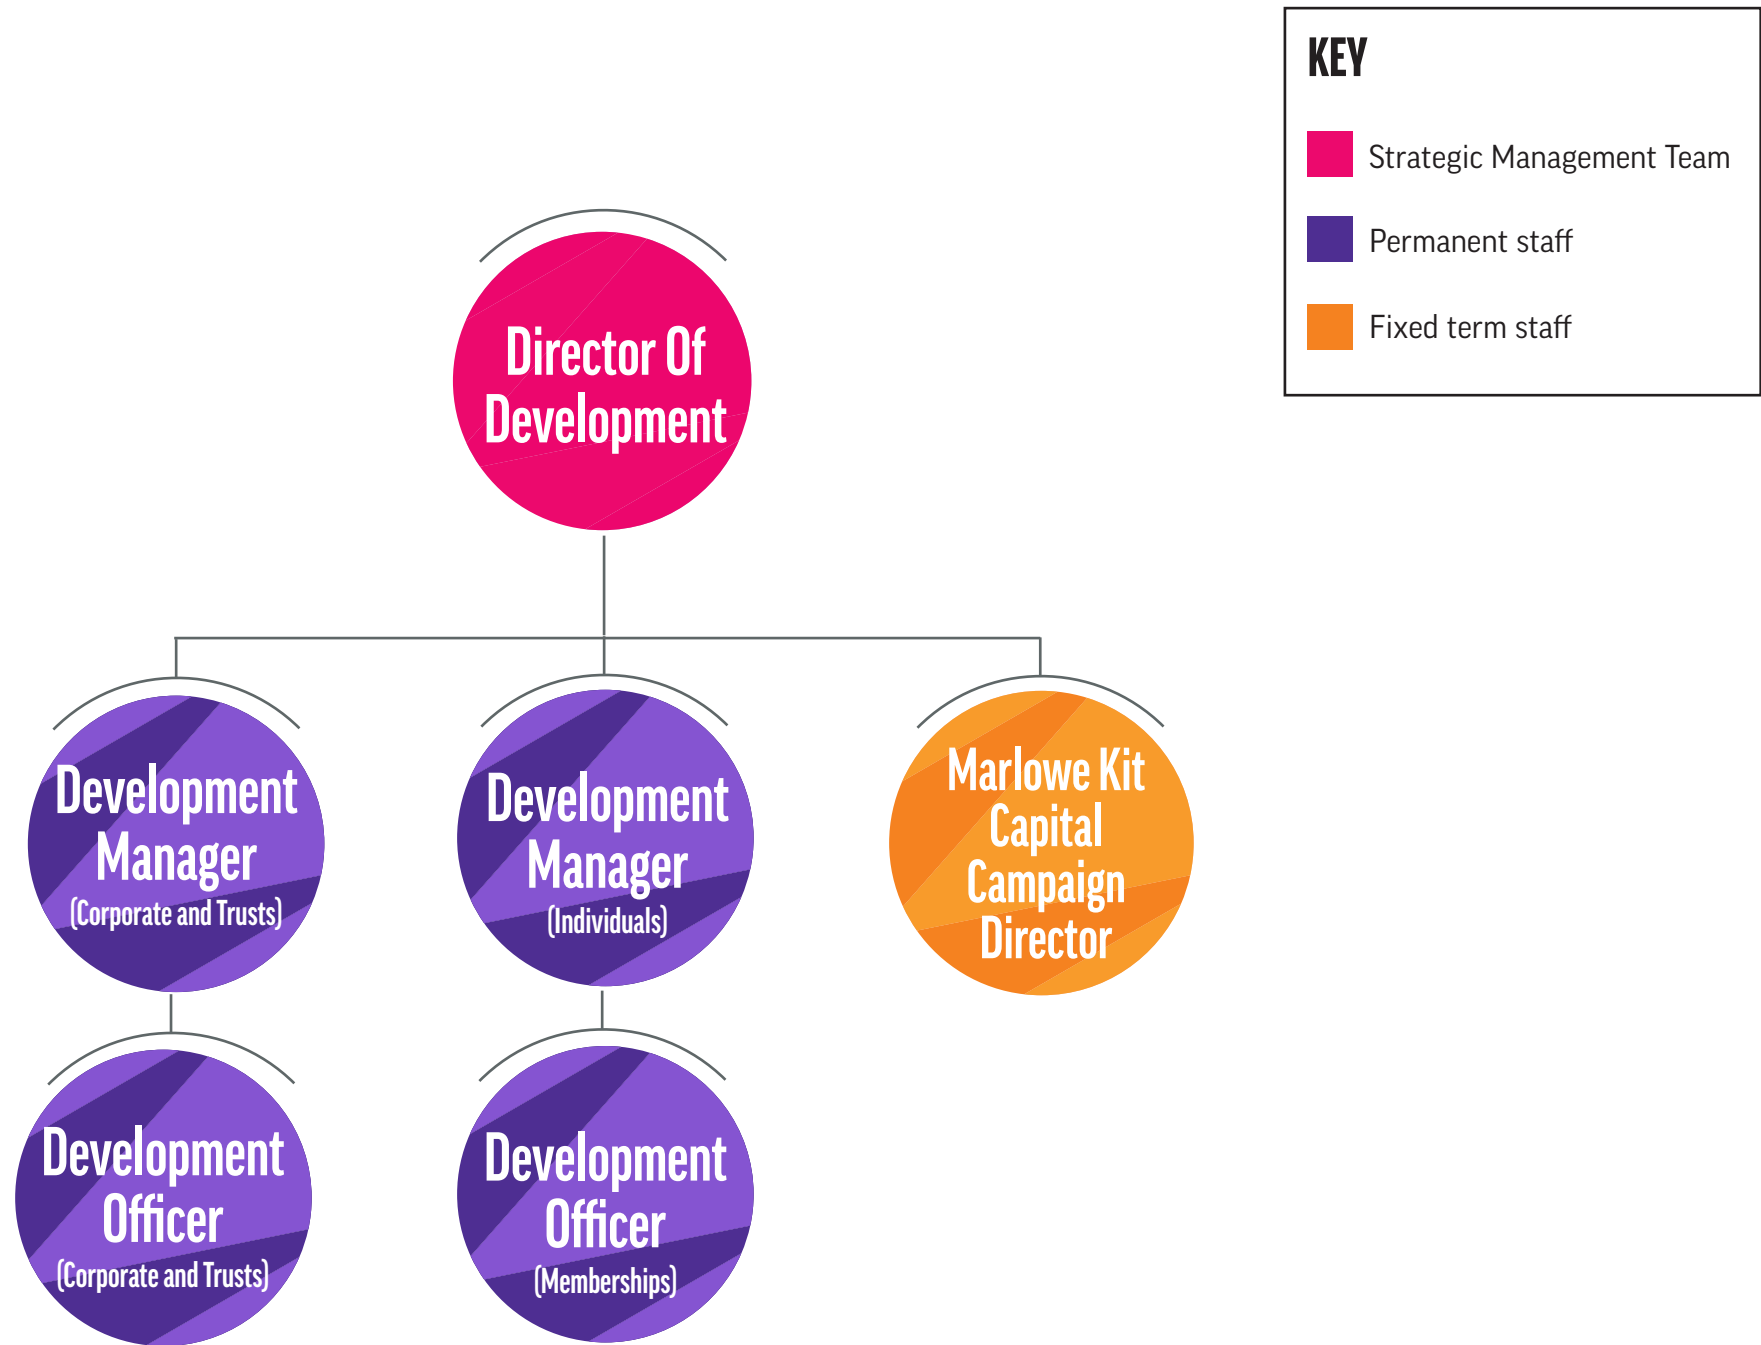 KEY
Strategic Management Team
Permanent staff
Fixed term staff
Director Of
Development
Development
Manager
(Corporate and Trusts)
Development
Manager
(Individuals)
Marlowe Kit
Capital
Campaign
Director
Development
Officer
(Corporate and Trusts)
Development
Officer
(Memberships)